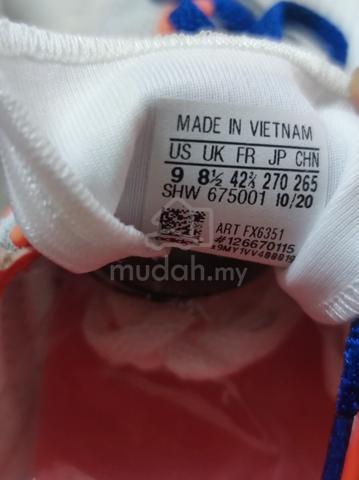 MADE IN VIETNAM
US UK FR JP CHN
9 8½ 42⅔ 270 265
SHW 675001 10/20
ART FX6351
#126670115
mudah.my